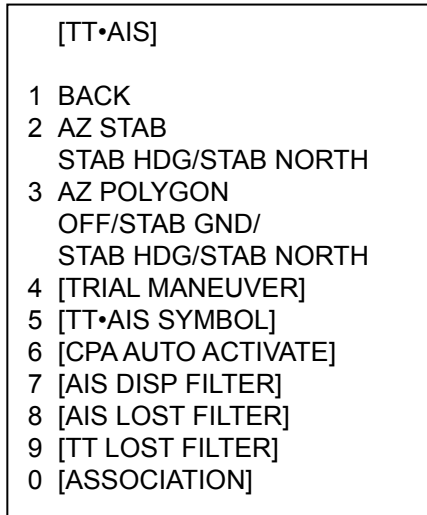 [TT•AIS]
1 BACK
2 AZ STAB
STAB HDG/STAB NORTH
3 AZ POLYGON
OFF/STAB GND/
STAB HDG/STAB NORTH
4 [TRIAL MANEUVER]
5 [TT•AIS SYMBOL]
6 [CPA AUTO ACTIVATE]
7 [AIS DISP FILTER]
8 [AIS LOST FILTER]
9 [TT LOST FILTER]
0 [ASSOCIATION]